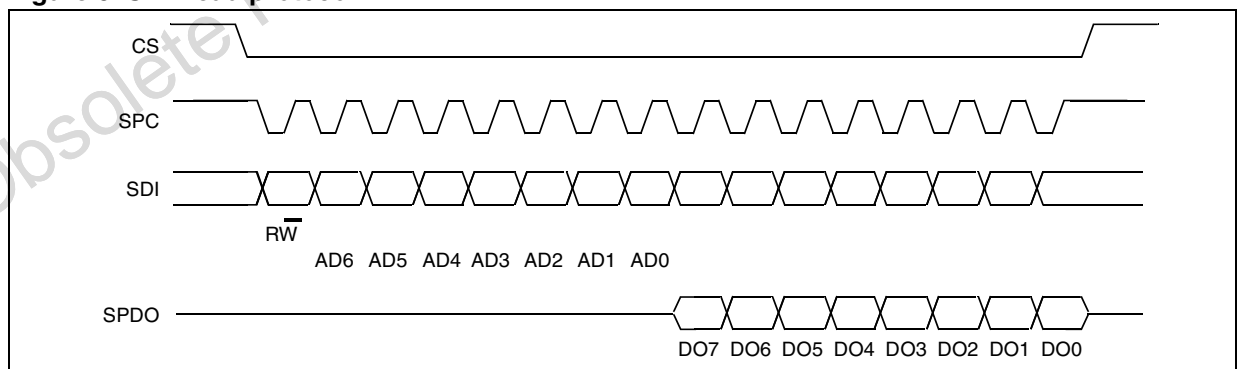 CS
SPC
SDI
RW
AD6 AD5 AD4 AD3 AD2 AD1 AD0
SPDO
DO7 DO6 DO5 DO4 DO3 DO2 DO1 DO0